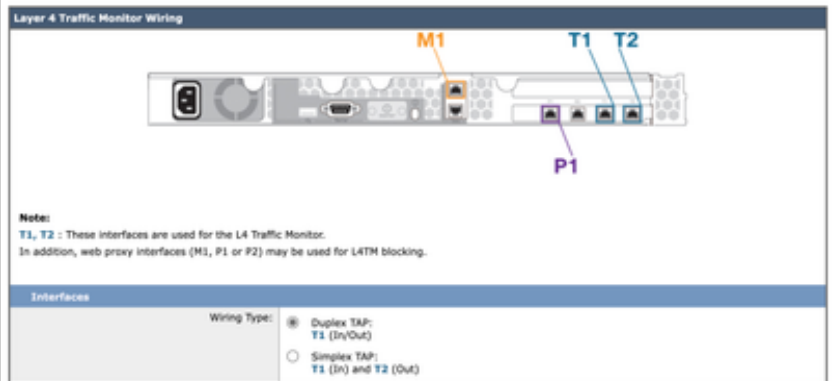 Layer 4 Traffic Monitor Wiring
M1 T1 T2
P1
Note:
T1, T2 : These interfaces are used for the L4 Traffic Monitor.
In addition, web proxy interfaces (M1, P1 or P2) may be used for L4TM blocking.
Interfaces
Wiring Type:
Duplex TAP:
T1 (In/Out)
Simplex TAP:
T1 (In) and T2 (Out)